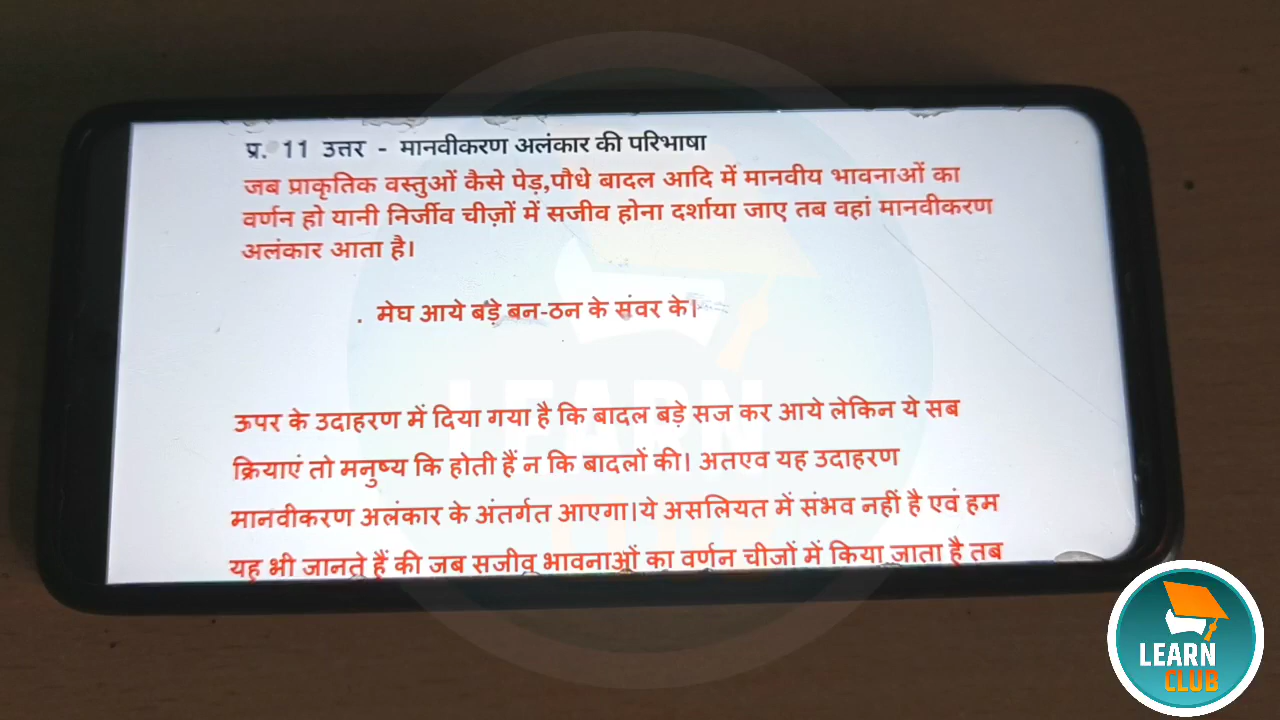 प्र. 11 उत्तर - मानवीकरण अलंकार की परिभाषा
जब प्राकृतिक वस्तुओं कैसे पेड़,पौधे बादल आदि में मानवीय भावनाओं का
वर्णन हो यानी निर्जीव चीज़ों में सजीव होना दर्शाया जाए तब वहां मानवीकरण
अलंकार आता है।
. मेघ आये बड़े बन-ठन के संवर के।
ऊपर के उदाहरण में दिया गया है कि बादल बड़े सज कर आये लेकिन ये सब
क्रियाएं तो मनुष्य कि होती हैं न कि बादलों की। अतएव यह उदाहरण
मानवीकरण अलंकार के अंतर्गत आएगा।ये असलियत में संभव नहीं है एवं हम
यह भी जानते हैं की जब सजीव भावनाओं का वर्णन चीजों में किया जाता है तब
LEARN
CLUB